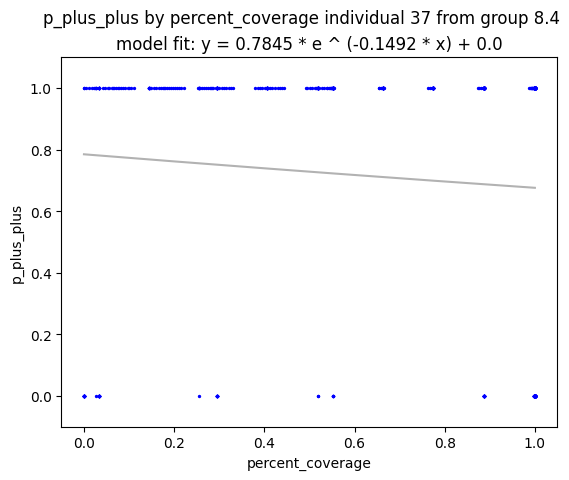 p_plus_plus by percent_coverage individual 37 from group 8.4
model fit: y = 0.7845 * e ^ (-0.1492 * x) + 0.0
1.0
0.8
0.6
0.4
0.2
0.0
p_plus_plus
0.0 0.2 0.4 0.6 0.8 1.0
percent_coverage